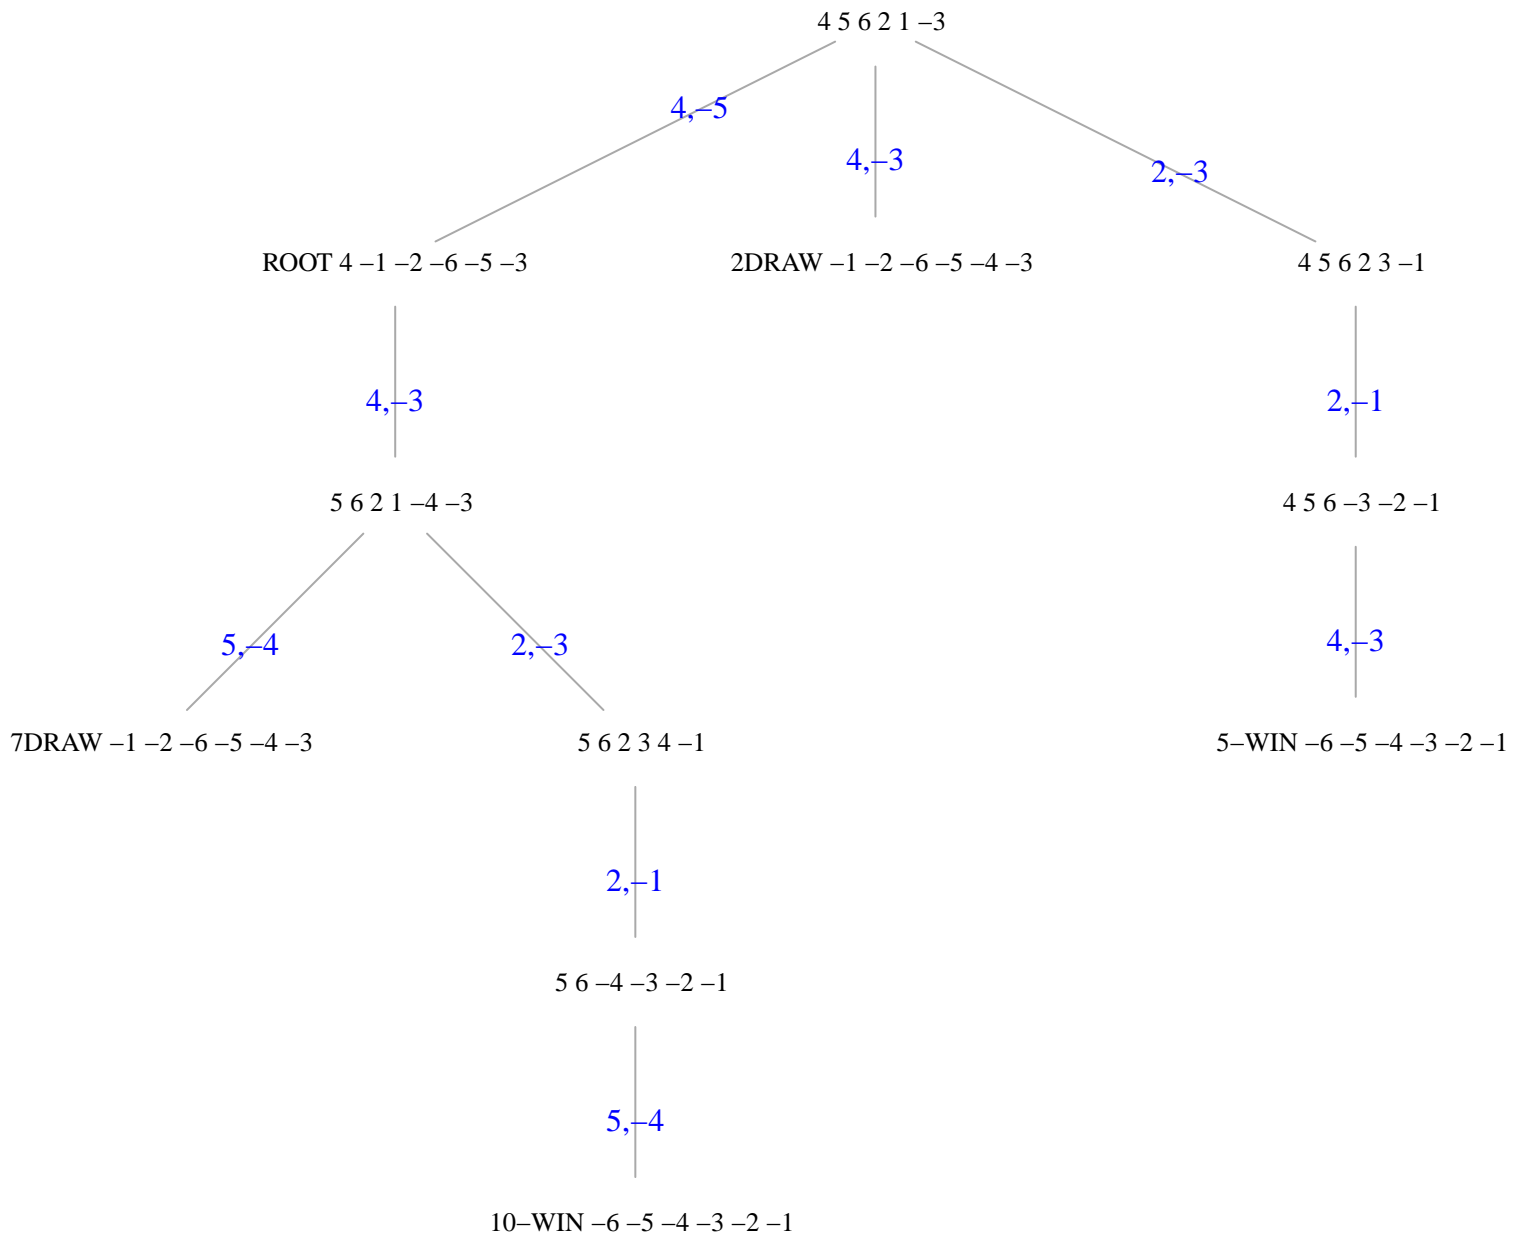 4 5 6 2 1 –3
4,–5
4,–3
2,–3
ROOT 4 –1 –2 –6 –5 –3
2DRAW –1 –2 –6 –5 –4 –3
4 5 6 2 3 –1
4,–3
2,–1
5 6 2 1 –4 –3
4 5 6 –3 –2 –1
5,–4
2,–3
4,–3
7DRAW –1 –2 –6 –5 –4 –3
5 6 2 3 4 –1
5–WIN –6 –5 –4 –3 –2 –1
2,–1
5 6 –4 –3 –2 –1
5,–4
10–WIN –6 –5 –4 –3 –2 –1